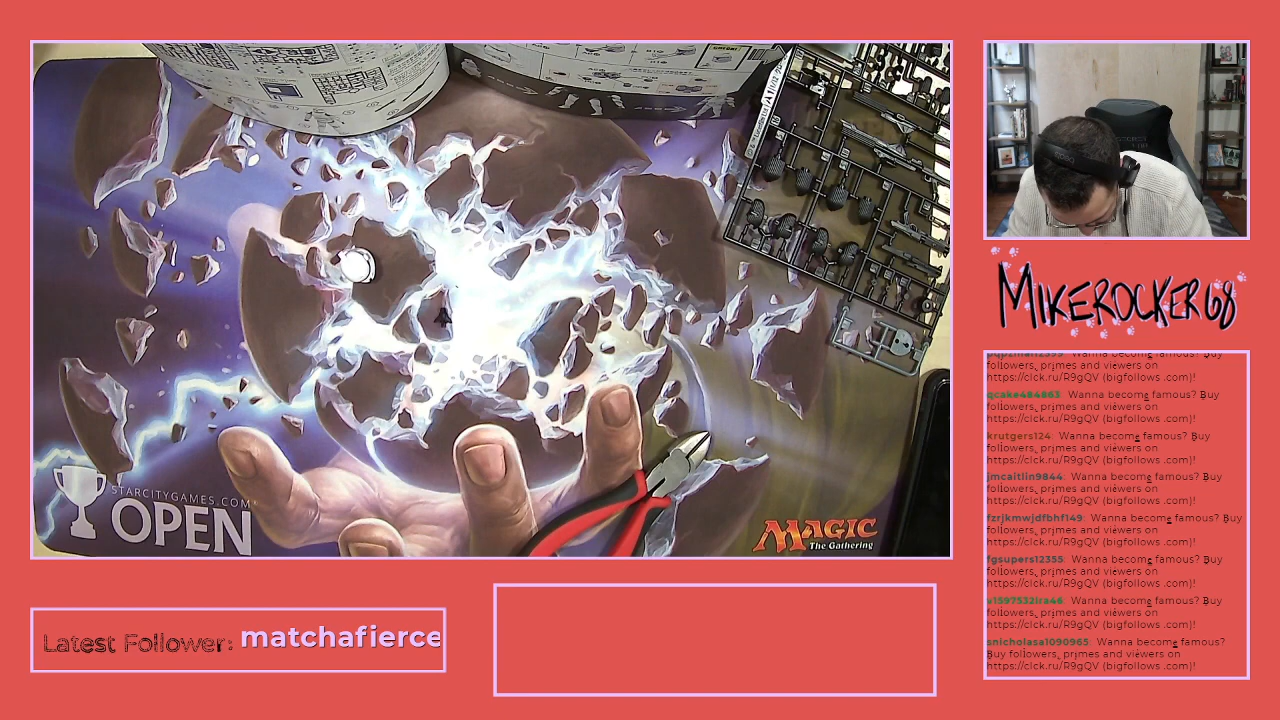 STARCITYGAMES.COM
OPEN
MAGIC
The Gathering
MIKEROCKER68
Wanna become famous? Buy
followers, primes and viewers on
https://clck.ru/R9gQV (bigfollows .com)!
qcake484863: Wanna become famous? Buy
followers, primes and viewers on
https://clck.ru/R9gQV (bigfollows .com)!
krutgers124: Wanna become famous? Buy
followers, primes and viewers on
https://clck.ru/R9gQV (bigfollows .com)!
jmcaitlin9844: Wanna become famous? Buy
followers, primes and viewers on
https://clck.ru/R9gQV (bigfollows .com)!
fzrjkmwjdfbhf149: Wanna become famous? Buy
followers, primes and viewers on
https://clck.ru/R9gQV (bigfollows .com)!
fgsupers12355: Wanna become famous? Buy
followers, primes and viewers on
https://clck.ru/R9gQV (bigfollows .com)!
v1597532ira46: Wanna become famous? Buy
followers, primes and viewers on
https://clck.ru/R9gQV (bigfollows .com)!
snicholasa1090965: Wanna become famous?
Buy followers, primes and viewers on
https://clck.ru/R9gQV (bigfollows .com)!
Latest Follower: matchafierce